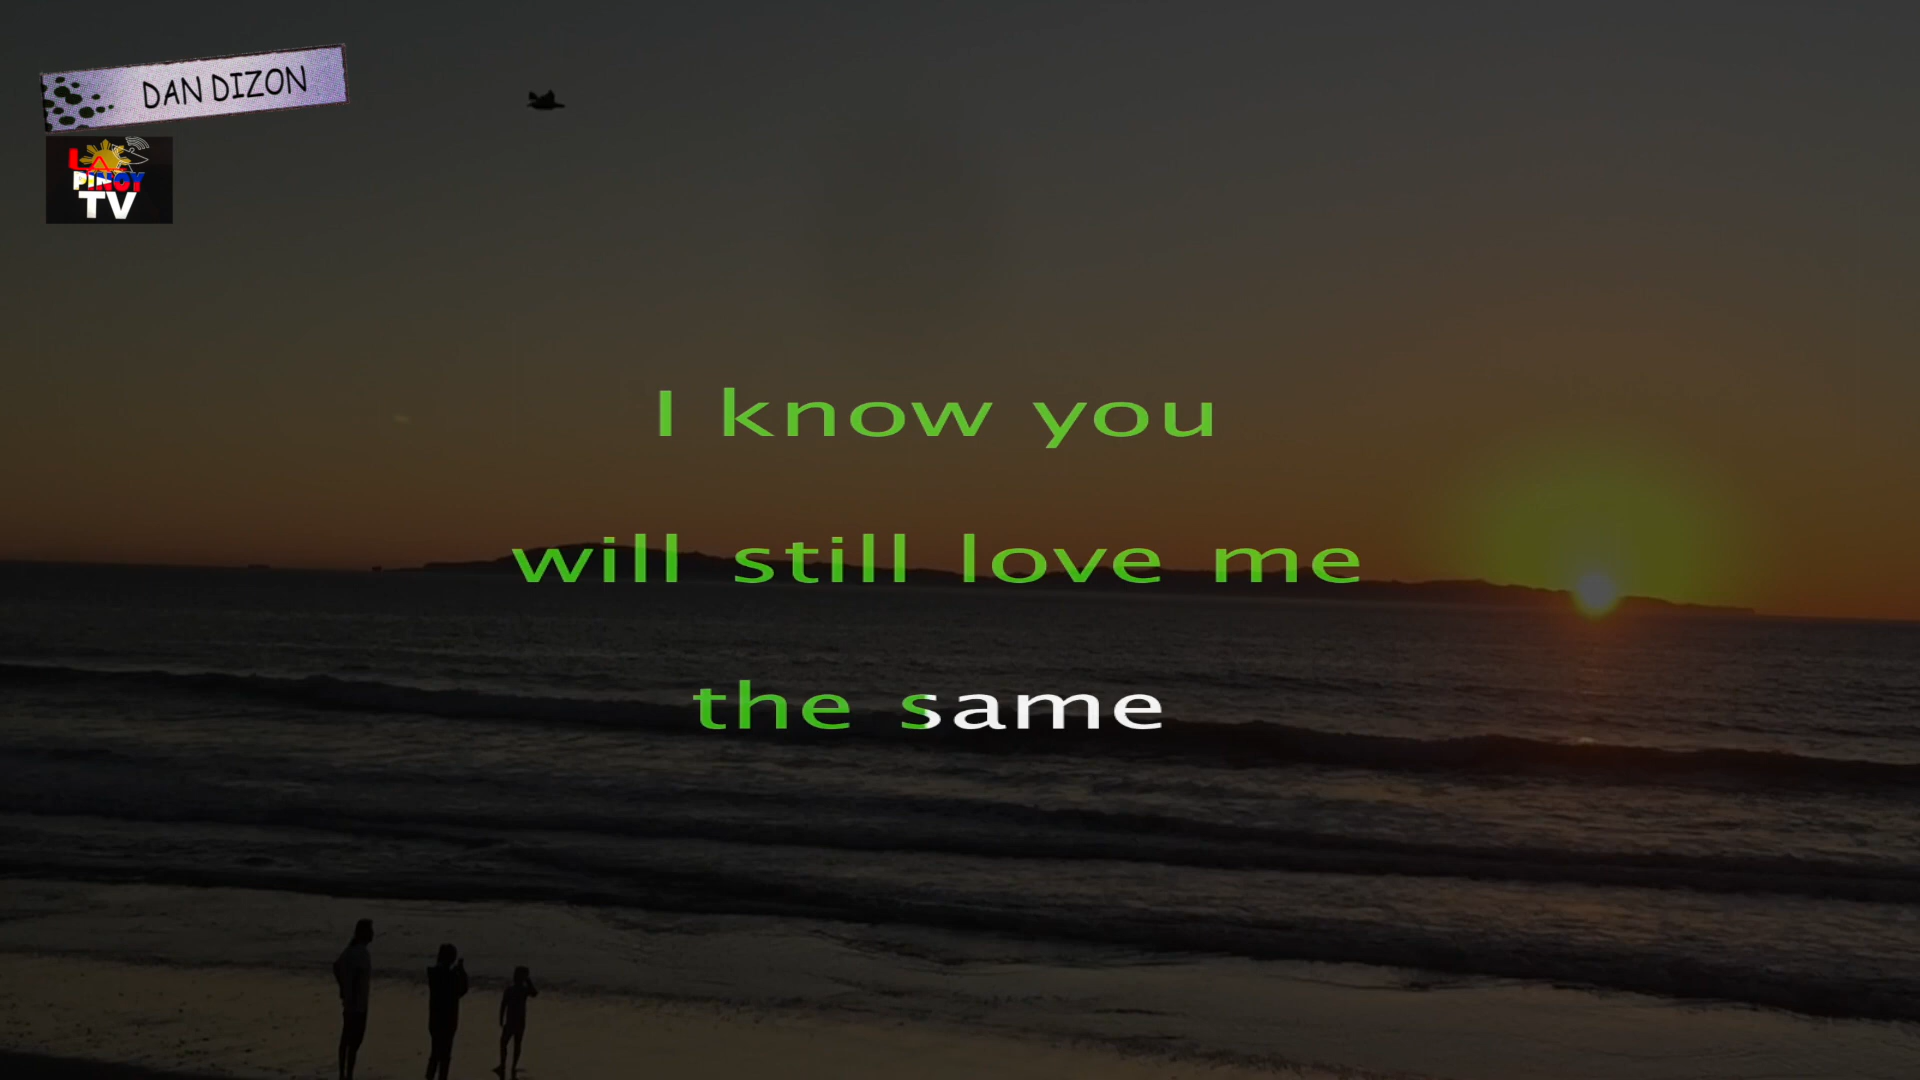 DAN DIZON
LA
PINOY
TV
I know you
will still love me
the same